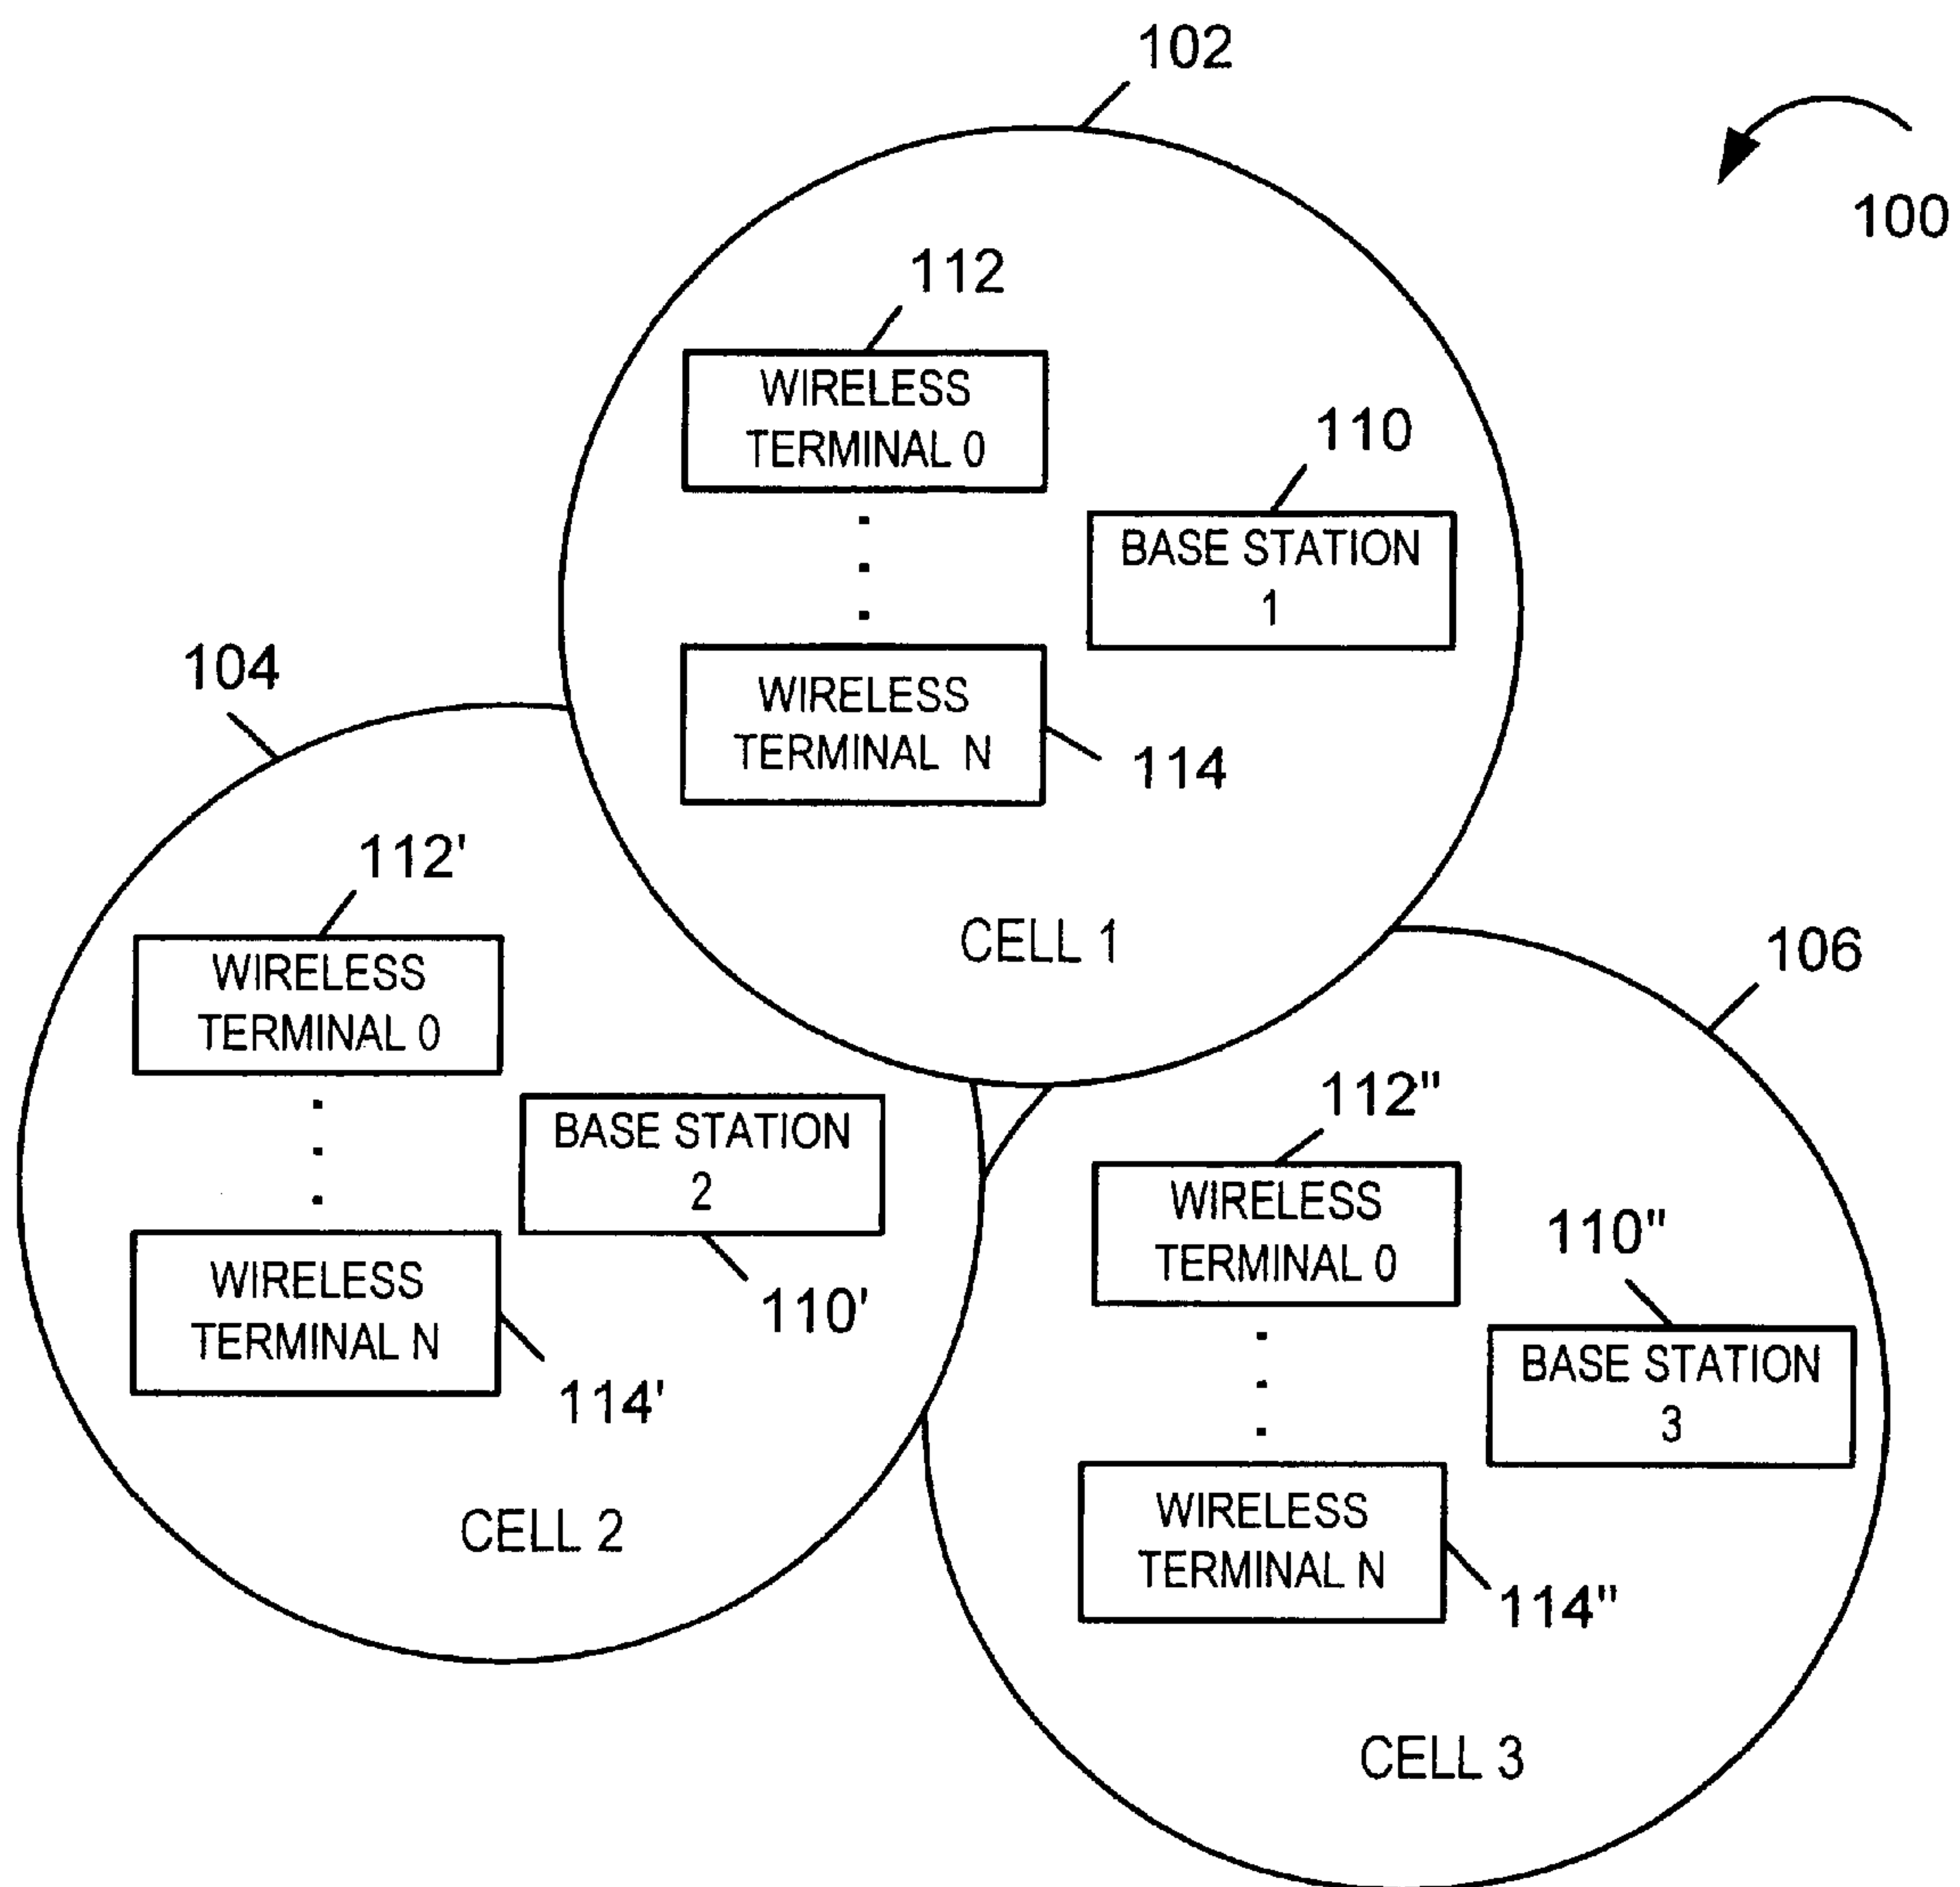 102
100
112
WIRELESS
TERMINAL 0
110
BASE STATION
1
WIRELESS
TERMINAL N
114
CELL 1
104
112'
WIRELESS
TERMINAL 0
BASE STATION
2
110'
WIRELESS
TERMINAL N
114'
CELL 2
106
112"
WIRELESS
TERMINAL 0
110"
BASE STATION
3
WIRELESS
TERMINAL N
114"
CELL 3